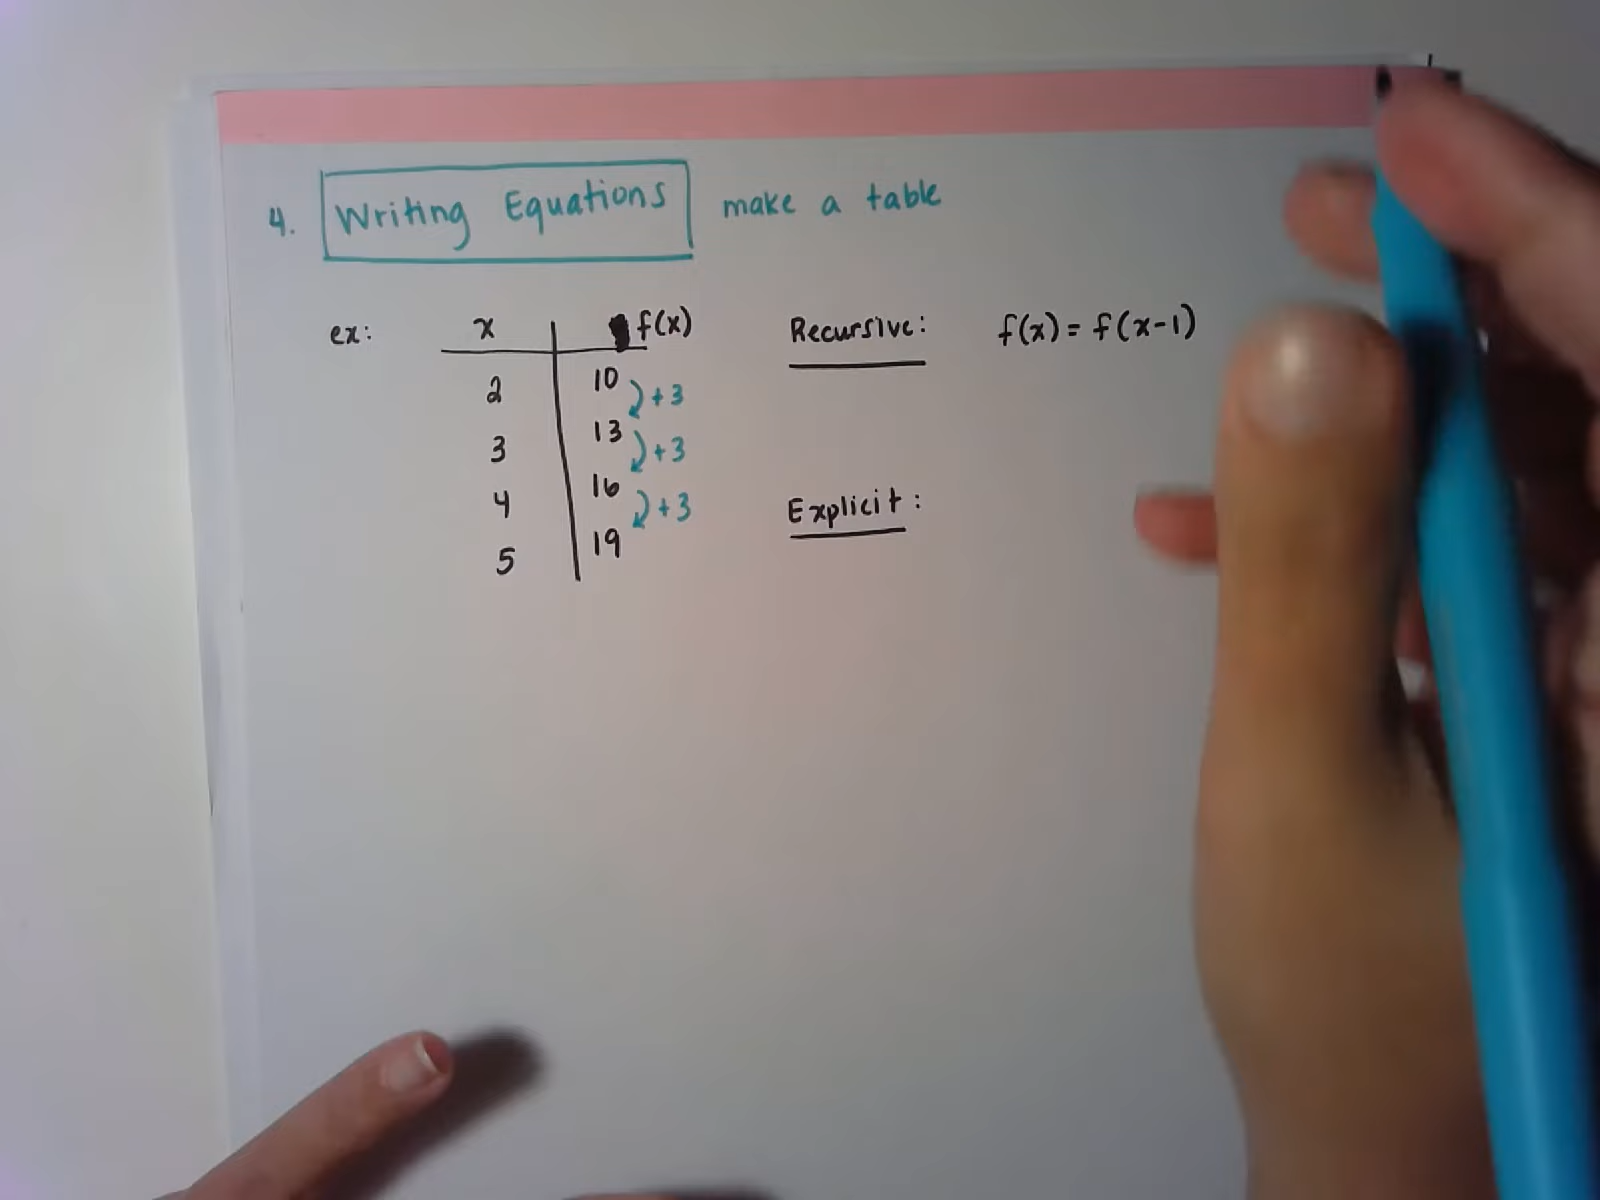 4. Writing Equations make a table
ex: x f(x) Recursive: f(x) = f(x-1)
2 10 +3
3 13 +3
4 16 +3
5 19
Explicit: